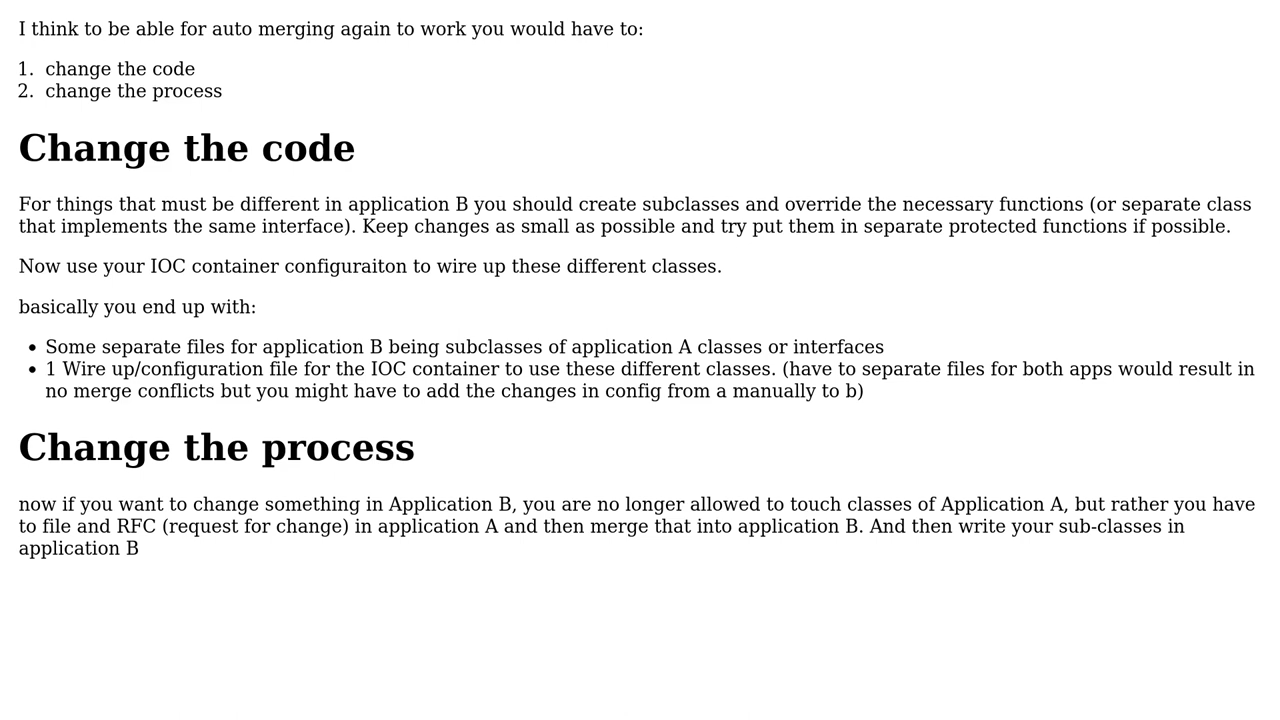 I think to be able for auto merging again to work you would have to:
1. change the code
2. change the process
Change the code
For things that must be different in application B you should create subclasses and override the necessary functions (or separate class
that implements the same interface). Keep changes as small as possible and try put them in separate protected functions if possible.
Now use your IOC container configuraiton to wire up these different classes.
basically you end up with:
• Some separate files for application B being subclasses of application A classes or interfaces
• 1 Wire up/configuration file for the IOC container to use these different classes. (have to separate files for both apps would result in
no merge conflicts but you might have to add the changes in config from a manually to b)
Change the process
now if you want to change something in Application B, you are no longer allowed to touch classes of Application A, but rather you have
to file and RFC (request for change) in application A and then merge that into application B. And then write your sub-classes in
application B